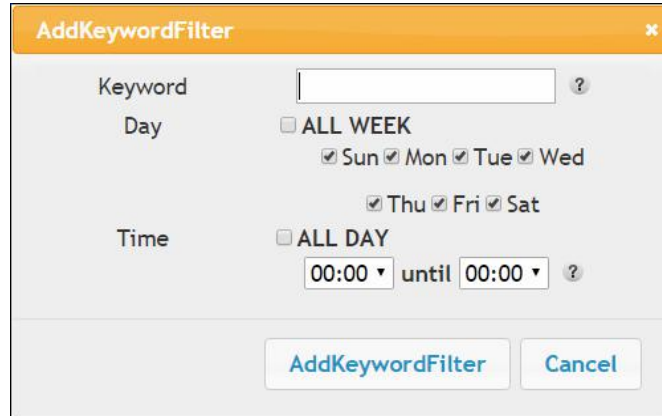 AddKeywordFilter ×
Keyword ?
Day ALL WEEK
Sun Mon Tue Wed
Thu Fri Sat
Time ALL DAY
00:00 until 00:00 ?
AddKeywordFilter Cancel